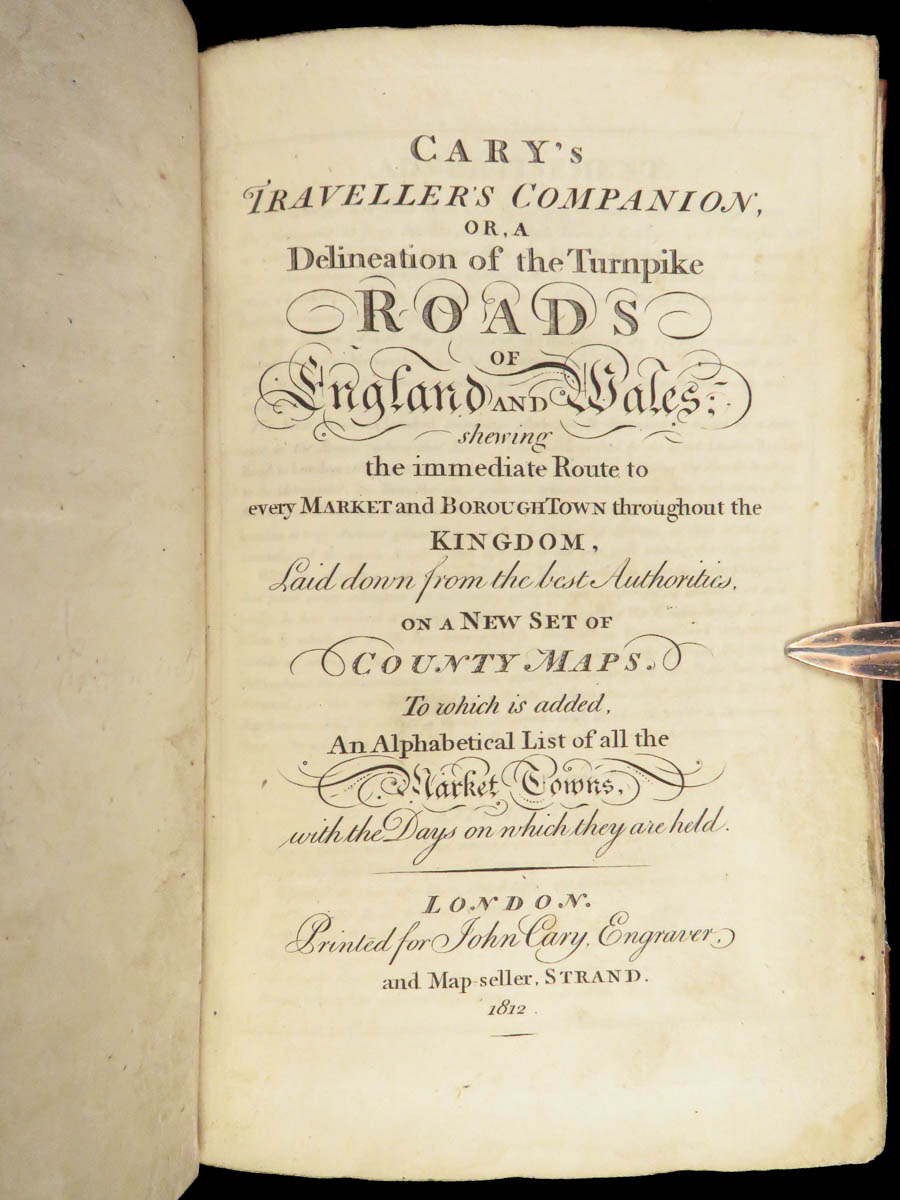 CARY'S
TRAVELLER'S COMPANION,
OR, A
Delineation of the Turnpike
ROADS
OF
England AND Wales;
shewing
the immediate Route to
every MARKET and BOROUGH TOWN throughout the
KINGDOM,
Laid down from the best Authorities,
ON A NEW SET OF
COUNTY MAPS.
To which is added,
An Alphabetical List of all the
Market Towns,
with the Days on which they are held.
LONDON.
Printed for John Cary, Engraver,
and Map-seller, STRAND.
1812.